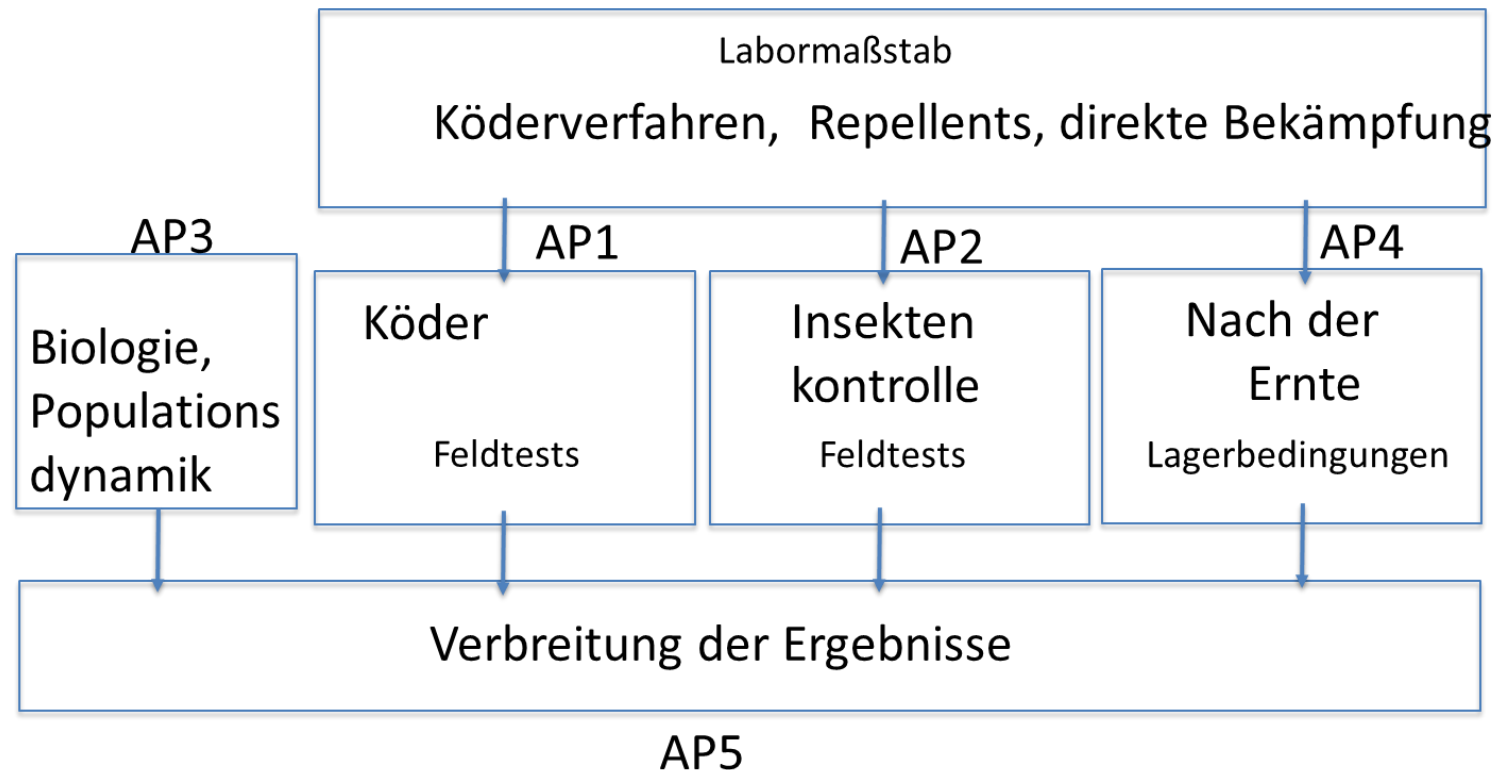 Labormaßstab
Köderverfahren, Repellents, direkte Bekämpfung
AP3
AP1
AP2
AP4
Biologie,
Populations
dynamik
Köder
Feldtests
Insekten
kontrolle
Feldtests
Nach der
Ernte
Lagerbedingungen
Verbreitung der Ergebnisse
AP5